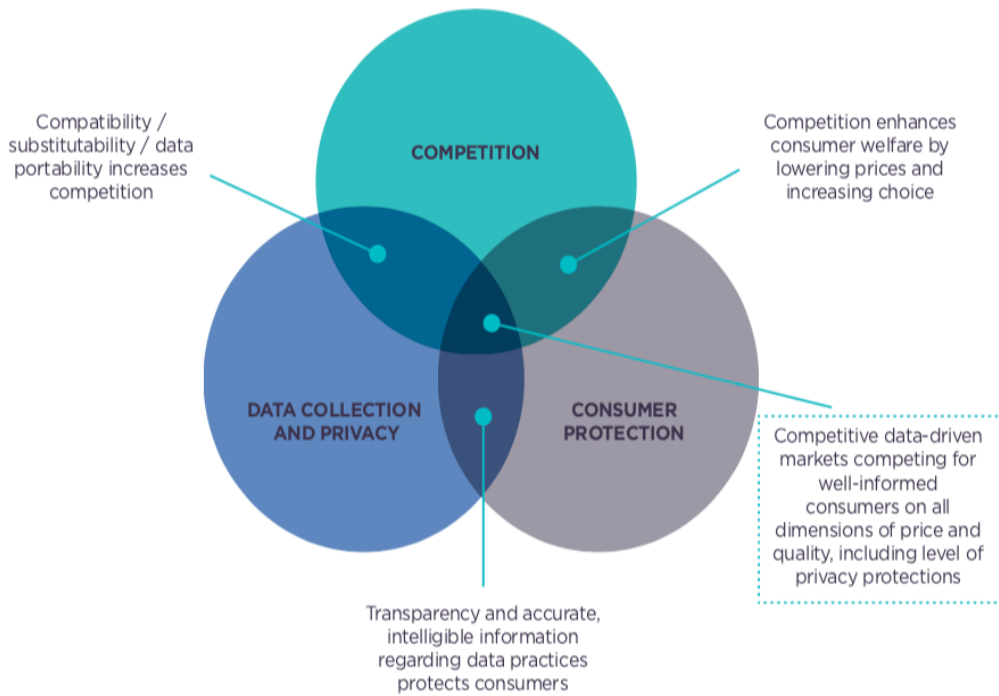 COMPETITION
Compatibility /
substitutability / data
portability increases
competition
Competition enhances
consumer welfare by
lowering prices and
increasing choice
DATA COLLECTION
AND PRIVACY
CONSUMER
PROTECTION
Competitive data-driven
markets competing for
well-informed
consumers on all
dimensions of price and
quality, including level of
privacy protections
Transparency and accurate,
intelligible information
regarding data practices
protects consumers